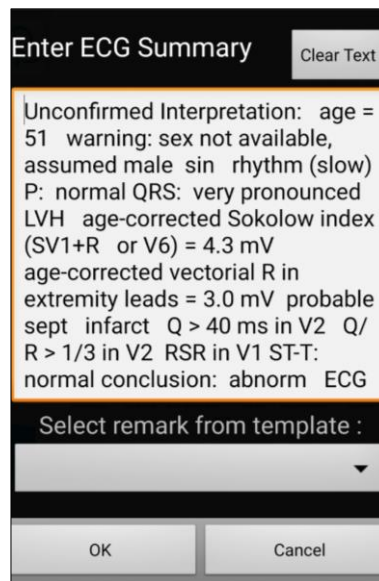 Enter ECG Summary
Clear Text
Unconfirmed Interpretation: age =
51 warning: sex not available,
assumed male sin rhythm (slow)
P: normal QRS: very pronounced
LVH age-corrected Sokolow index
(SV1+R or V6) = 4.3 mV
age-corrected vectorial R in
extremity leads = 3.0 mV probable
sept infarct Q > 40 ms in V2 Q/
R > 1/3 in V2 RSR in V1 ST-T:
normal conclusion: abnorm ECG
Select remark from template :
OK
Cancel